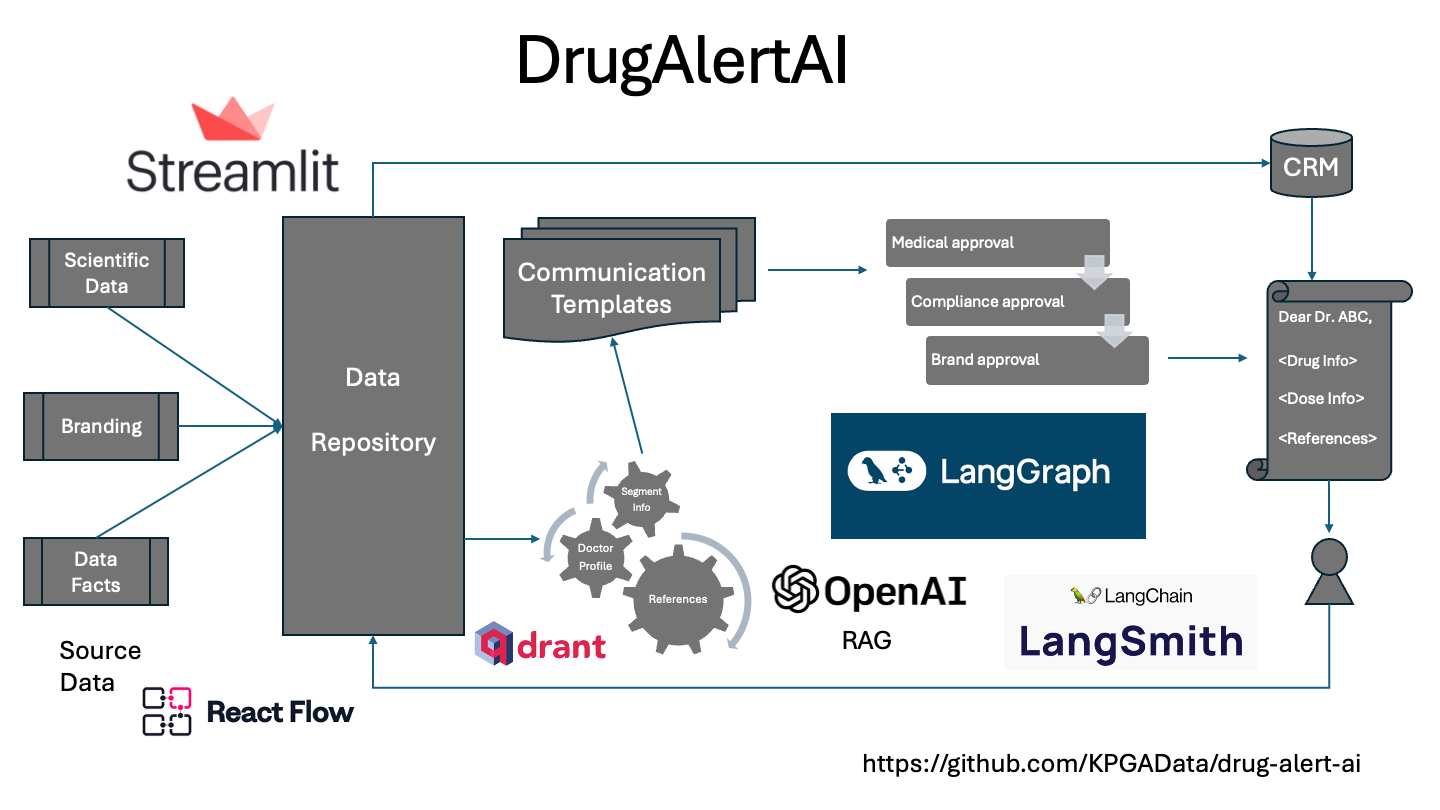 DrugAlertAI
Streamlit
CRM
Scientific
Data
Branding
Data
Facts
Source
Data
React Flow
Data
Repository
Communication
Templates
Segment
Info
Doctor
Profile
References
qdrant
Medical approval
Compliance approval
Brand approval
LangGraph
OpenAI
RAG
LangChain
LangSmith
Dear Dr. ABC,
<Drug Info>
<Dose Info>
<References>
https://github.com/KPGAData/drug-alert-ai